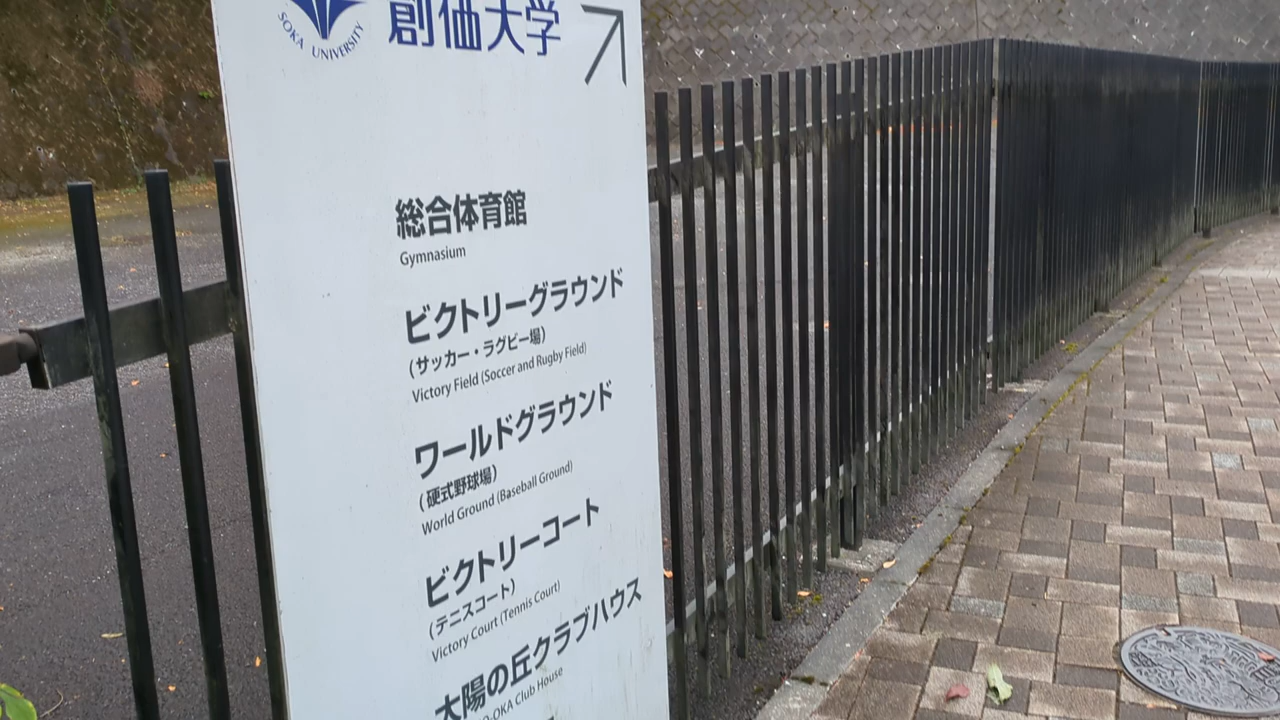 SOKA UNIVERSITY
創価大学
総合体育館
Gymnasium
ビクトリーグラウンド
(サッカー・ラグビー場)
Victory Field (Soccer and Rugby Field)
ワールドグラウンド
(硬式野球場)
World Ground (Baseball Ground)
ビクトリーコート
(テニスコート)
Victory Court (Tennis Court)
太陽の丘クラブハウス
O-OKA Club House